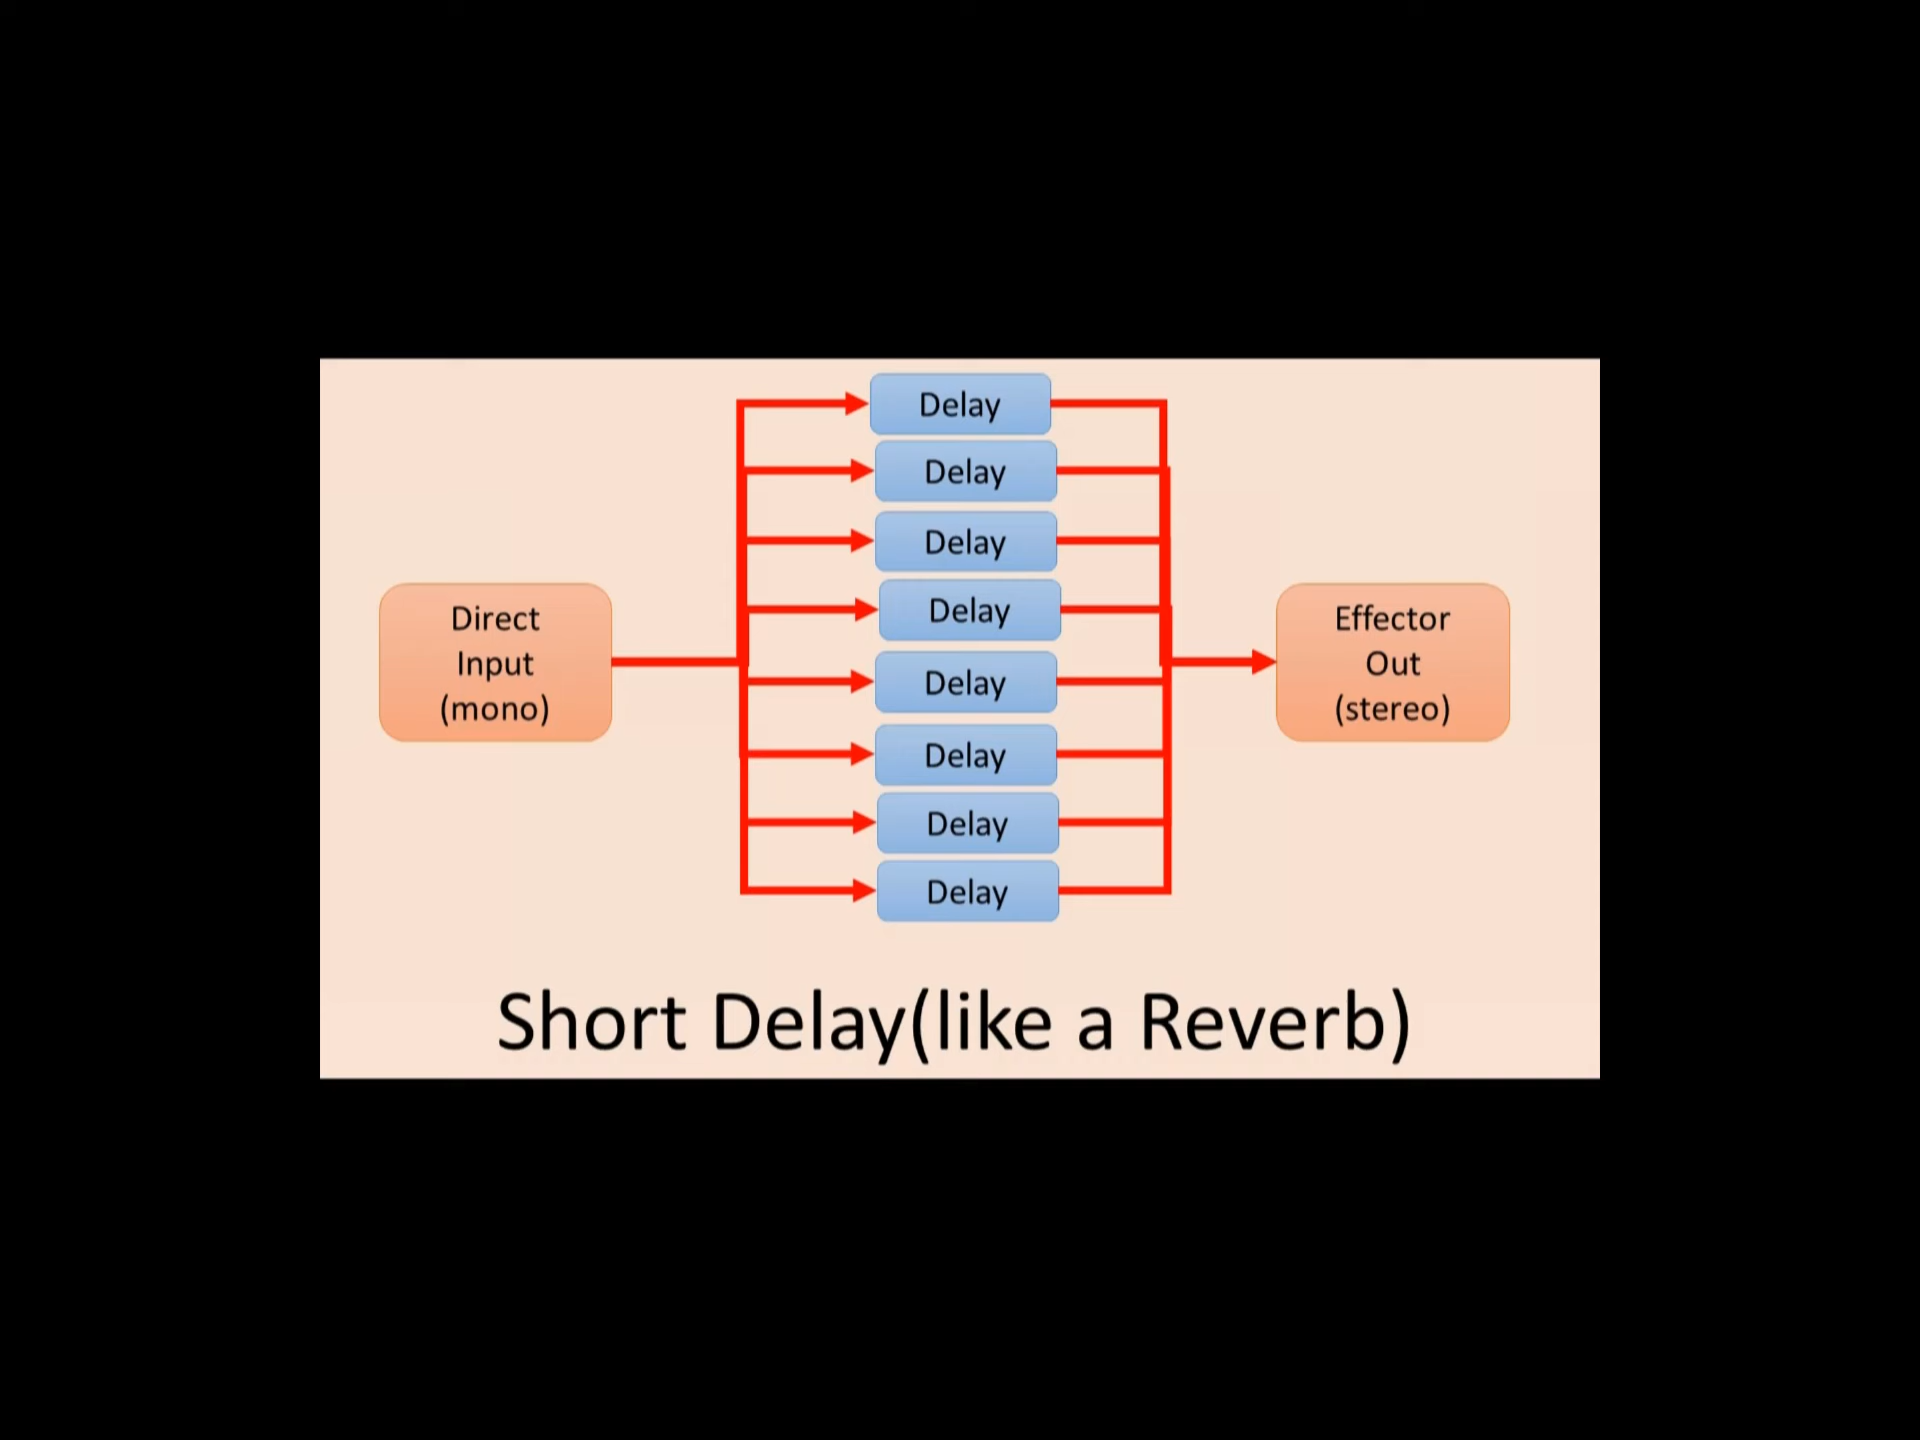 Delay
Delay
Delay
Delay
Delay
Delay
Delay
Delay
Direct
Input
(mono)
Effector
Out
(stereo)
Short Delay(like a Reverb)